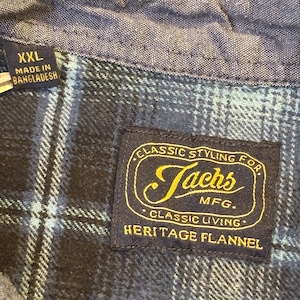 XXL
MADE IN
BANGLADESH
· CLASSIC STYLING FOR ·
Jachs
MFG.
· CLASSIC LIVING ·
HERITAGE FLANNEL